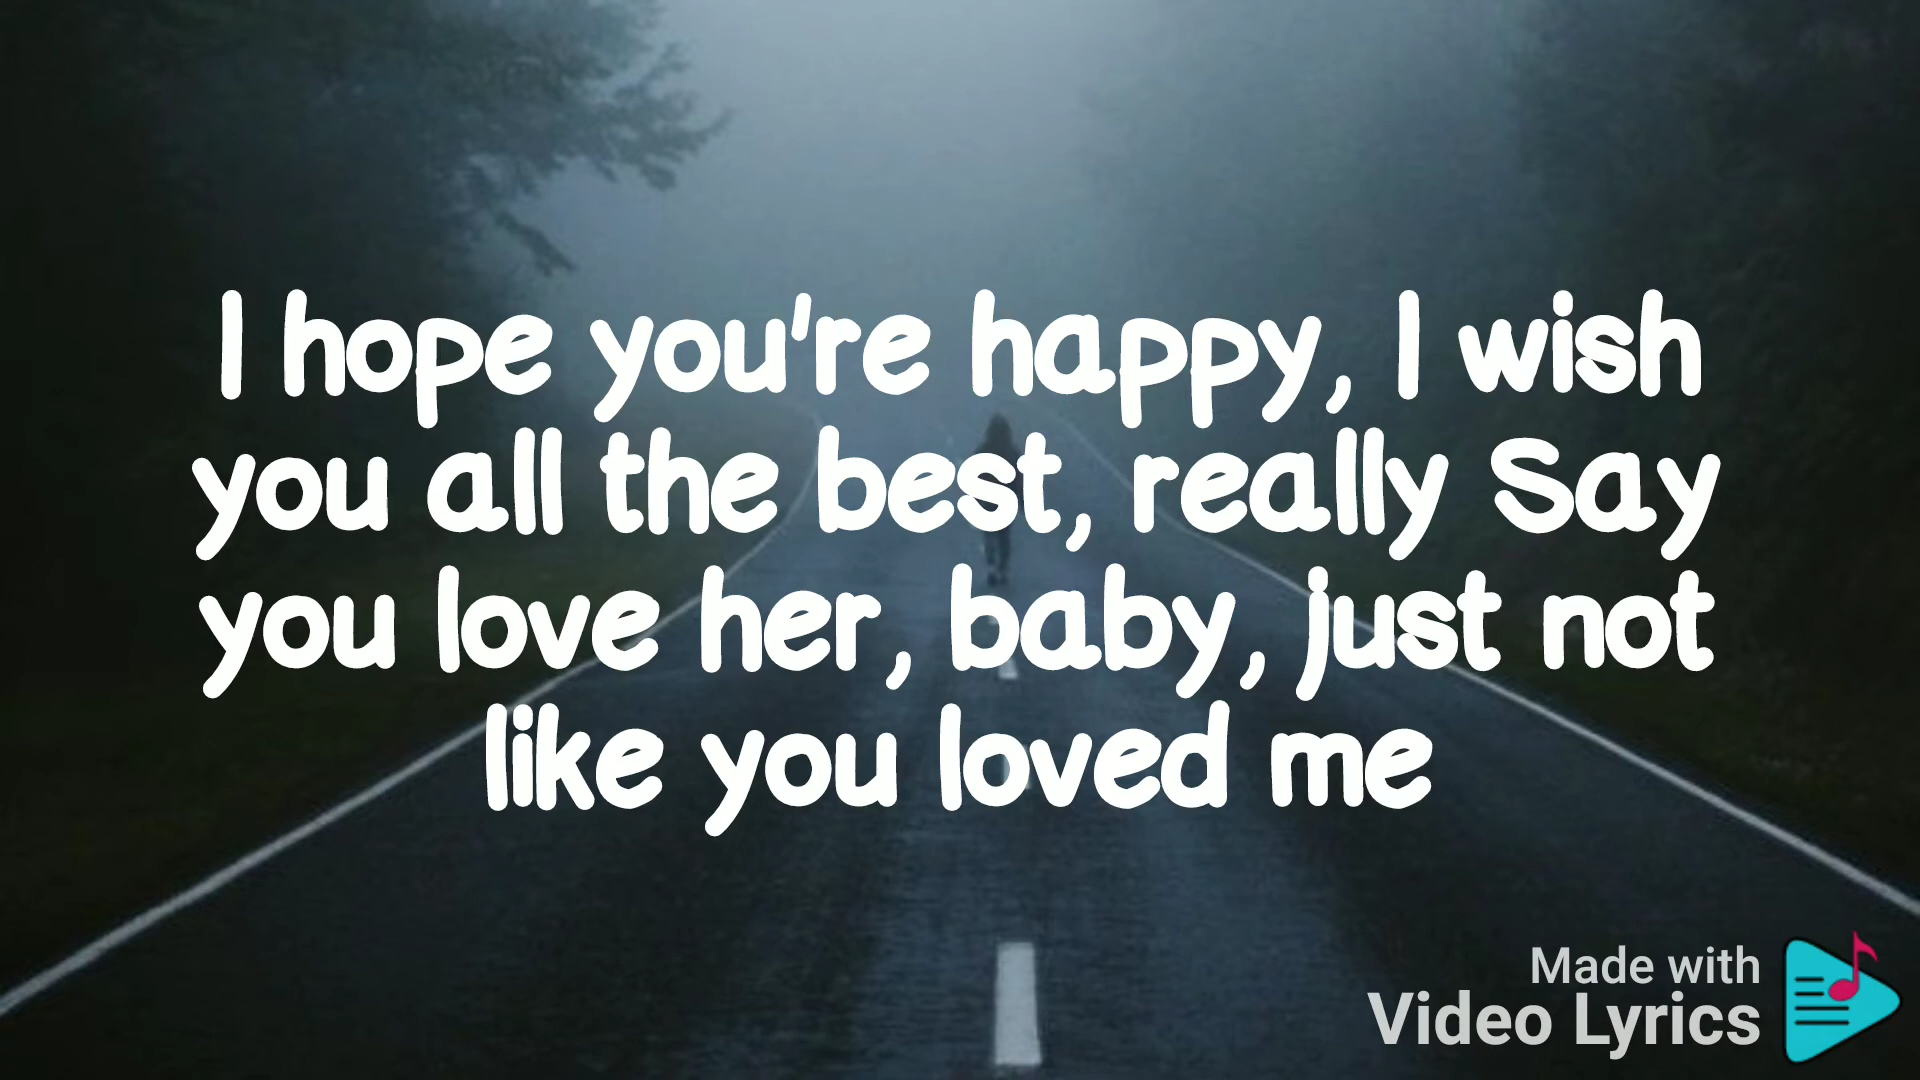 I hope you're happy, I wish
you all the best, really Say
you love her, baby, just not
like you loved me
Made with
Video Lyrics